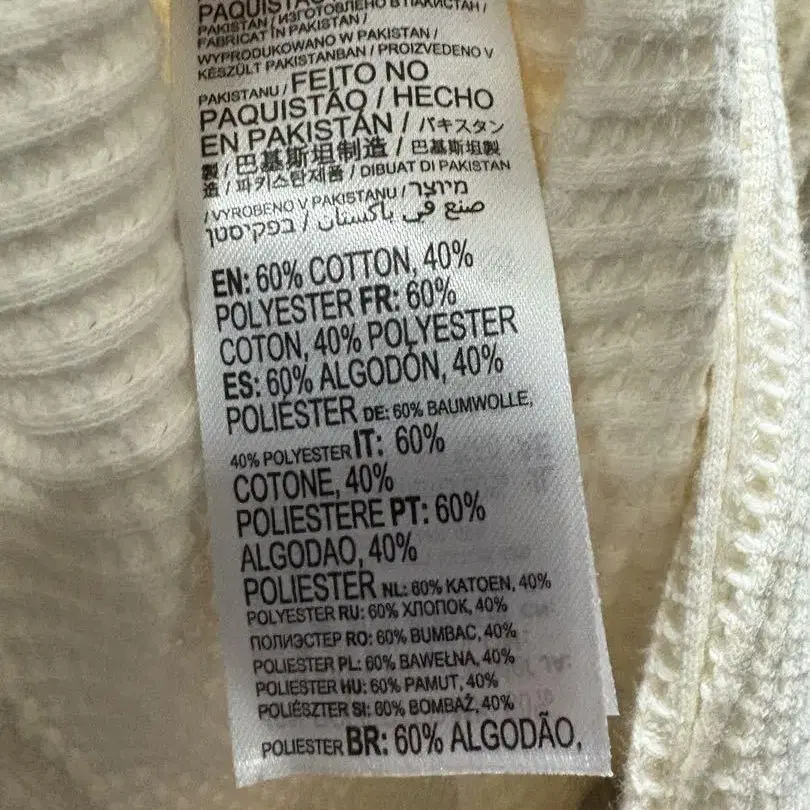 PAQUISTÃO
PAKISTAN / ИЗГОТОВЛЕНО В ПАКИСТАН /
FABRICAT ÎN PAKISTAN /
WYPRODUKOWANO W PAKISTAN /
KÉSZÜLT PAKISTANBAN / PROIZVEDENO V
PAKISTANU / FEITO NO
PAQUISTÃO / HECHO
EN PAKISTÁN / パキスタン
製 / 巴基斯坦制造 / 巴基斯坦製
造 / 파키스탄제품 / DIBUAT DI PAKISTAN
/ VYROBENO V PAKISTANU / מיוצר
בפקיסטן / صنع في باكستان
EN: 60% COTTON, 40%
POLYESTER FR: 60%
COTON, 40% POLYESTER
ES: 60% ALGODÓN, 40%
POLIÉSTER DE: 60% BAUMWOLLE,
40% POLYESTER IT: 60%
COTONE, 40%
POLIESTERE PT: 60%
ALGODAO, 40%
POLIESTER NL: 60% KATOEN, 40%
POLYESTER RU: 60% ХЛОПОК, 40%
ПОЛИЭСТЕР RO: 60% BUMBAC, 40%
POLIESTER PL: 60% BAWEŁNA, 40%
POLIESTER HU: 60% PAMUT, 40%
POLIÉSZTER SI: 60% BOMBAŽ, 40%
POLIESTER BR: 60% ALGODÃO,